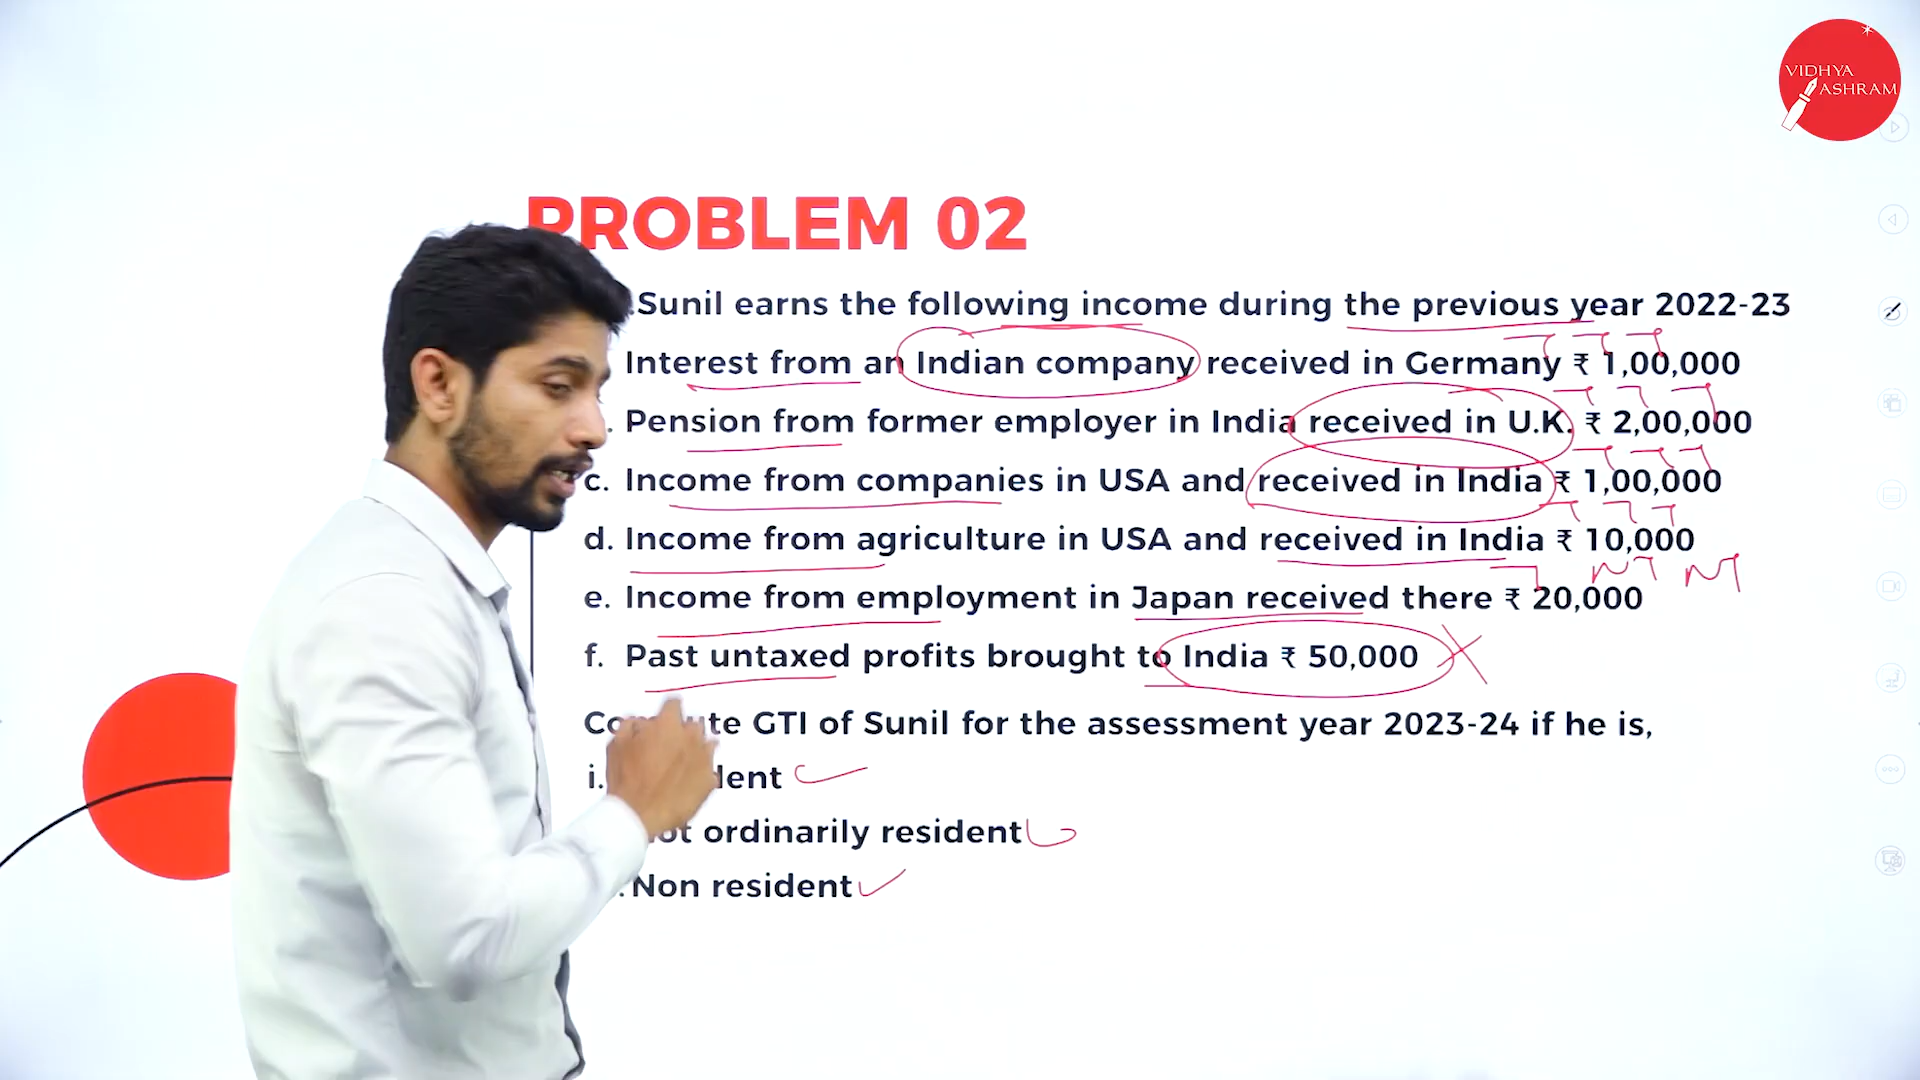 VIDHYA
ASHRAM
PROBLEM 02
Sunil earns the following income during the previous year 2022-23
Interest from an Indian company received in Germany ₹ 1,00,000
. Pension from former employer in India received in U.K. ₹ 2,00,000
c. Income from companies in USA and received in India ₹ 1,00,000
d. Income from agriculture in USA and received in India ₹ 10,000
e. Income from employment in Japan received there ₹ 20,000
f. Past untaxed profits brought to India ₹ 50,000
GTI of Sunil for the assessment year 2023-24 if he is,
i.
ordinarily resident
Non resident
T T T
T T T
T T T
T T T
T NT NT